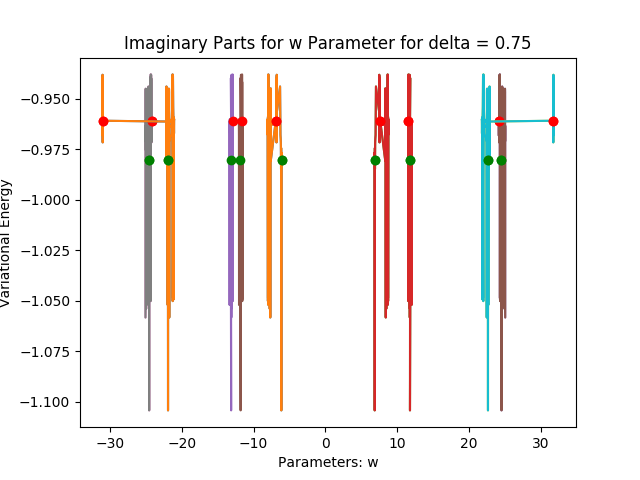 Imaginary Parts for w Parameter for delta = 0.75
Variational Energy
−0.950
−0.975
−1.000
−1.025
−1.050
−1.075
−1.100
−30 −20 −10 0 10 20 30
Parameters: w